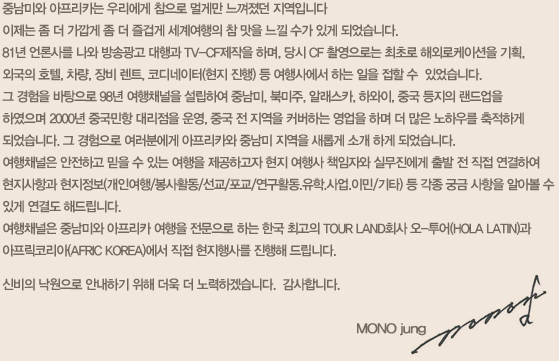 중남미와 아프리카는 우리에게 참으로 멀게만 느껴졌던 지역입니다
이제는 좀 더 가깝게 좀 더 즐겁게 세계여행의 참 맛을 느낄 수가 있게 되었습니다.
81년 언론사를 나와 방송광고 대행과 TV-CF제작을 하며, 당시 CF 촬영으로는 최초로 해외로케이션을 기획,
외국의 호텔, 차량, 장비 렌트, 코디네이터(현지 진행) 등 여행사에서 하는 일을 접할 수 있었습니다.
그 경험을 바탕으로 98년 여행채널을 설립하여 중남미, 북미주, 알래스카, 하와이, 중국 등지의 랜드업을
하였으며 2000년 중국민항 대리점을 운영, 중국 전 지역을 커버하는 영업을 하며 더 많은 노하우를 축적하게
되었습니다. 그 경험으로 여러분에게 아프리카와 중남미 지역을 새롭게 소개 하게 되었습니다.
여행채널은 안전하고 믿을 수 있는 여행을 제공하고자 현지 여행사 책임자와 실무진에게 출발 전 직접 연결하여
현지사항과 현지정보(개인여행/봉사활동/선교/포교/연구활동.유학.사업.이민/기타) 등 각종 궁금 사항을 알아볼 수
있게 연결도 해드립니다.
여행채널은 중남미와 아프리카 여행을 전문으로 하는 한국 최고의 TOUR LAND회사 오-투어(HOLA LATIN)과
아프릭코리아(AFRIC KOREA)에서 직접 현지행사를 진행해 드립니다.
신비의 낙원으로 안내하기 위해 더욱 더 노력하겠습니다. 감사합니다.
MONO jung